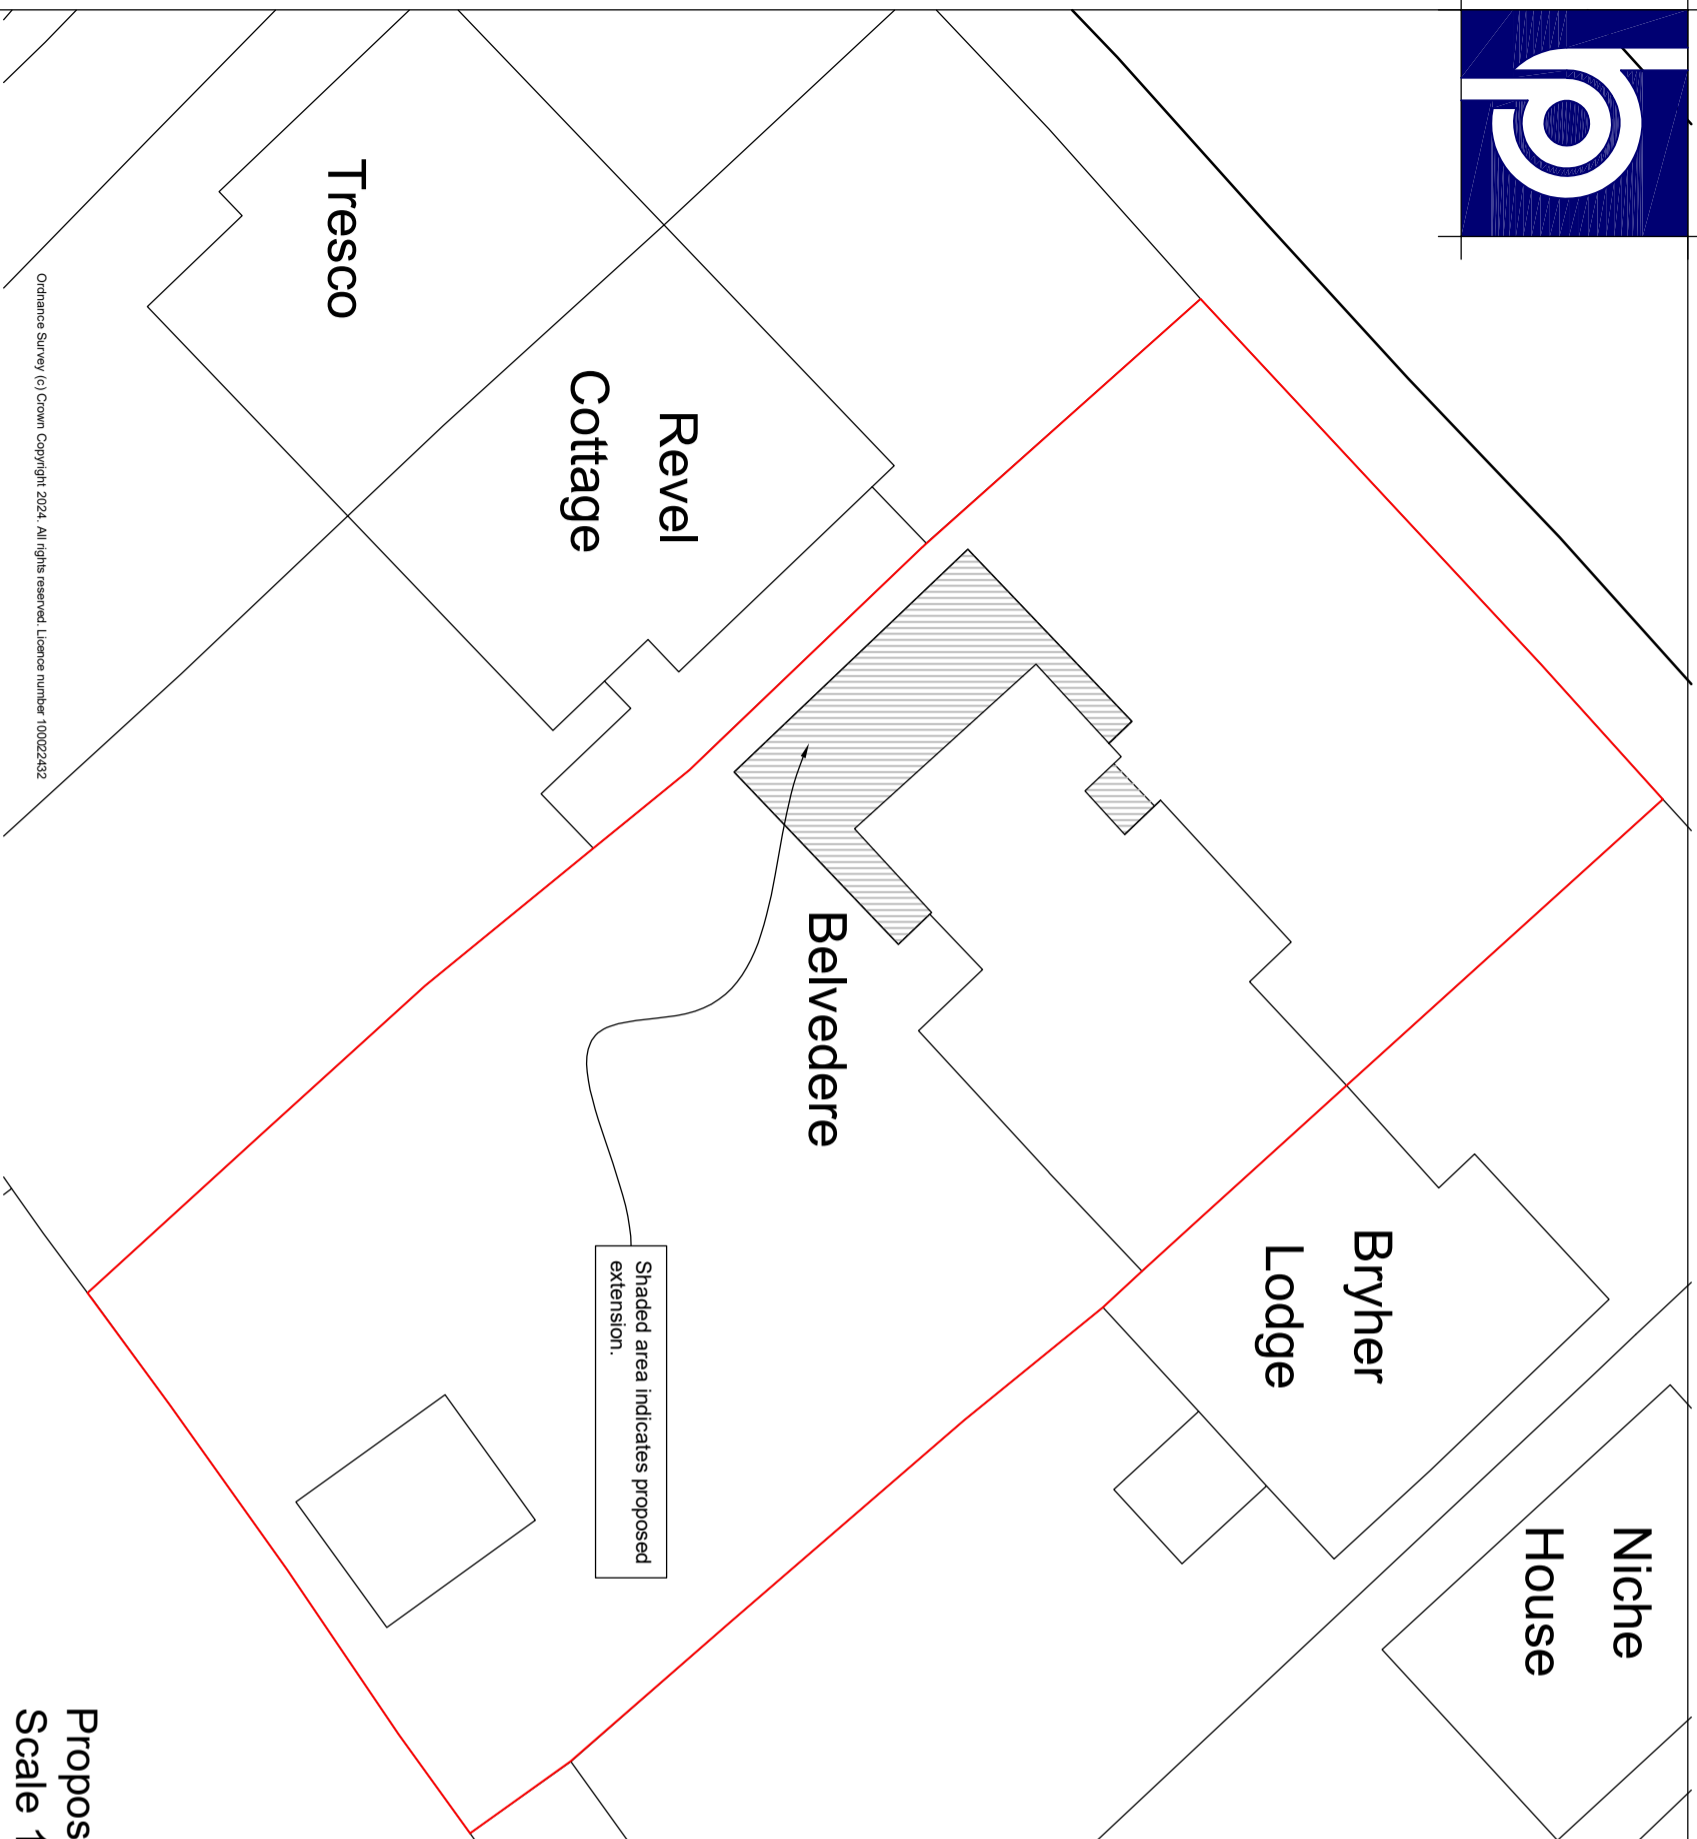 Niche
House
Bryher
Lodge
Belvedere
Revel
Cottage
Tresco
Shaded area indicates proposed
extension.
Propos
Scale 1
Ordnance Survey (c) Crown Copyright 2024. All rights reserved. Licence number 100022432